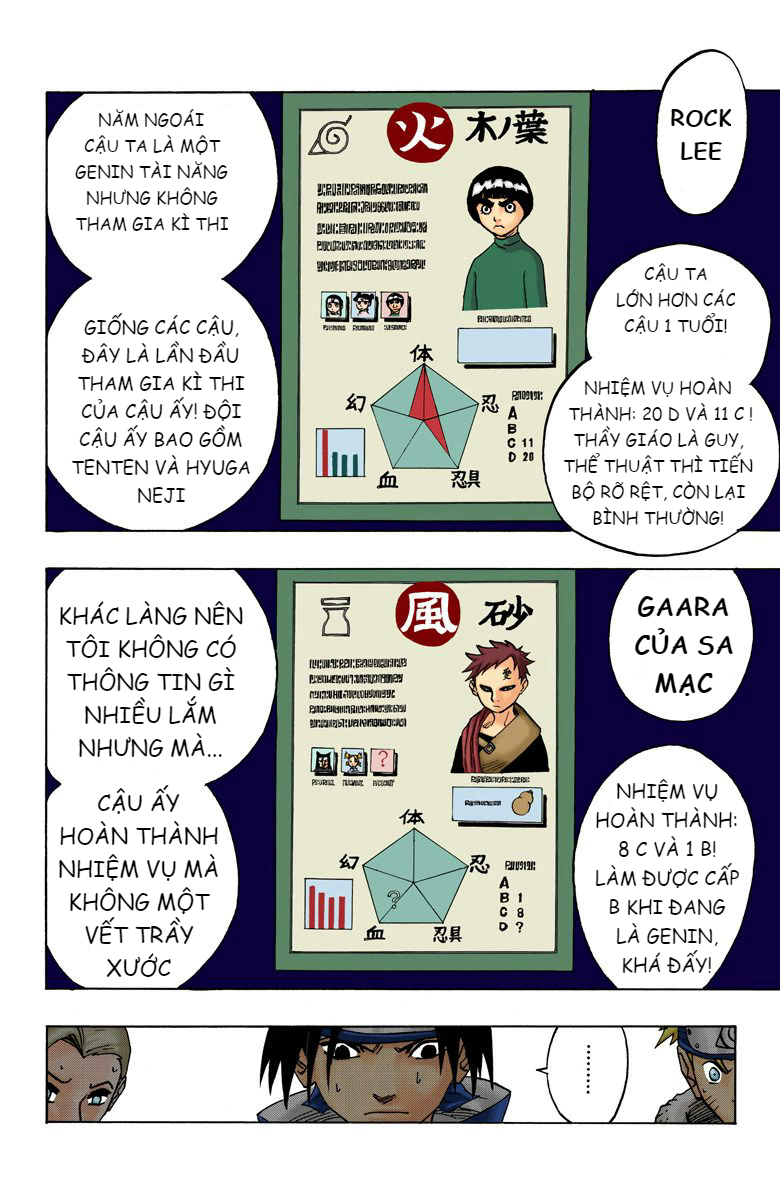 ROCK
LEE
CẬU TA
LỚN HƠN CÁC
CẬU 1 TUỔI!
NHIỆM VỤ HOÀN
THÀNH: 20 D VÀ 11 C !
THẦY GIÁO LÀ GUY,
THỂ THUẬT THÌ TIẾN
BỘ RÕ RỆT, CÒN LẠI
BÌNH THƯỜNG!
火 木ノ葉
体
忍
忍具
血
幻
A
B
C 11
D 20
NĂM NGOÁI
CẬU TA LÀ MỘT
GENIN TÀI NĂNG
NHƯNG KHÔNG
THAM GIA KÌ THI
GIỐNG CÁC CẬU,
ĐÂY LÀ LẦN ĐẦU
THAM GIA KÌ THI
CỦA CẬU ẤY! ĐỘI
CẬU ẤY BAO GỒM
TENTEN VÀ HYUGA
NEJI
GAARA
CỦA SA
MẠC
NHIỆM VỤ
HOÀN THÀNH:
8 C VÀ 1 B!
LÀM ĐƯỢC CẤP
B KHI ĐANG
LÀ GENIN,
KHÁ ĐẤY!
風 砂
愛
?
体
忍
忍具
血
幻
?
A
B 1
C 8
D ?
KHÁC LÀNG NÊN
TÔI KHÔNG CÓ
THÔNG TIN GÌ
NHIỀU LẮM
NHƯNG MÀ...
CẬU ẤY
HOÀN THÀNH
NHIỆM VỤ MÀ
KHÔNG MỘT
VẾT TRẦY
XƯỚC
.........